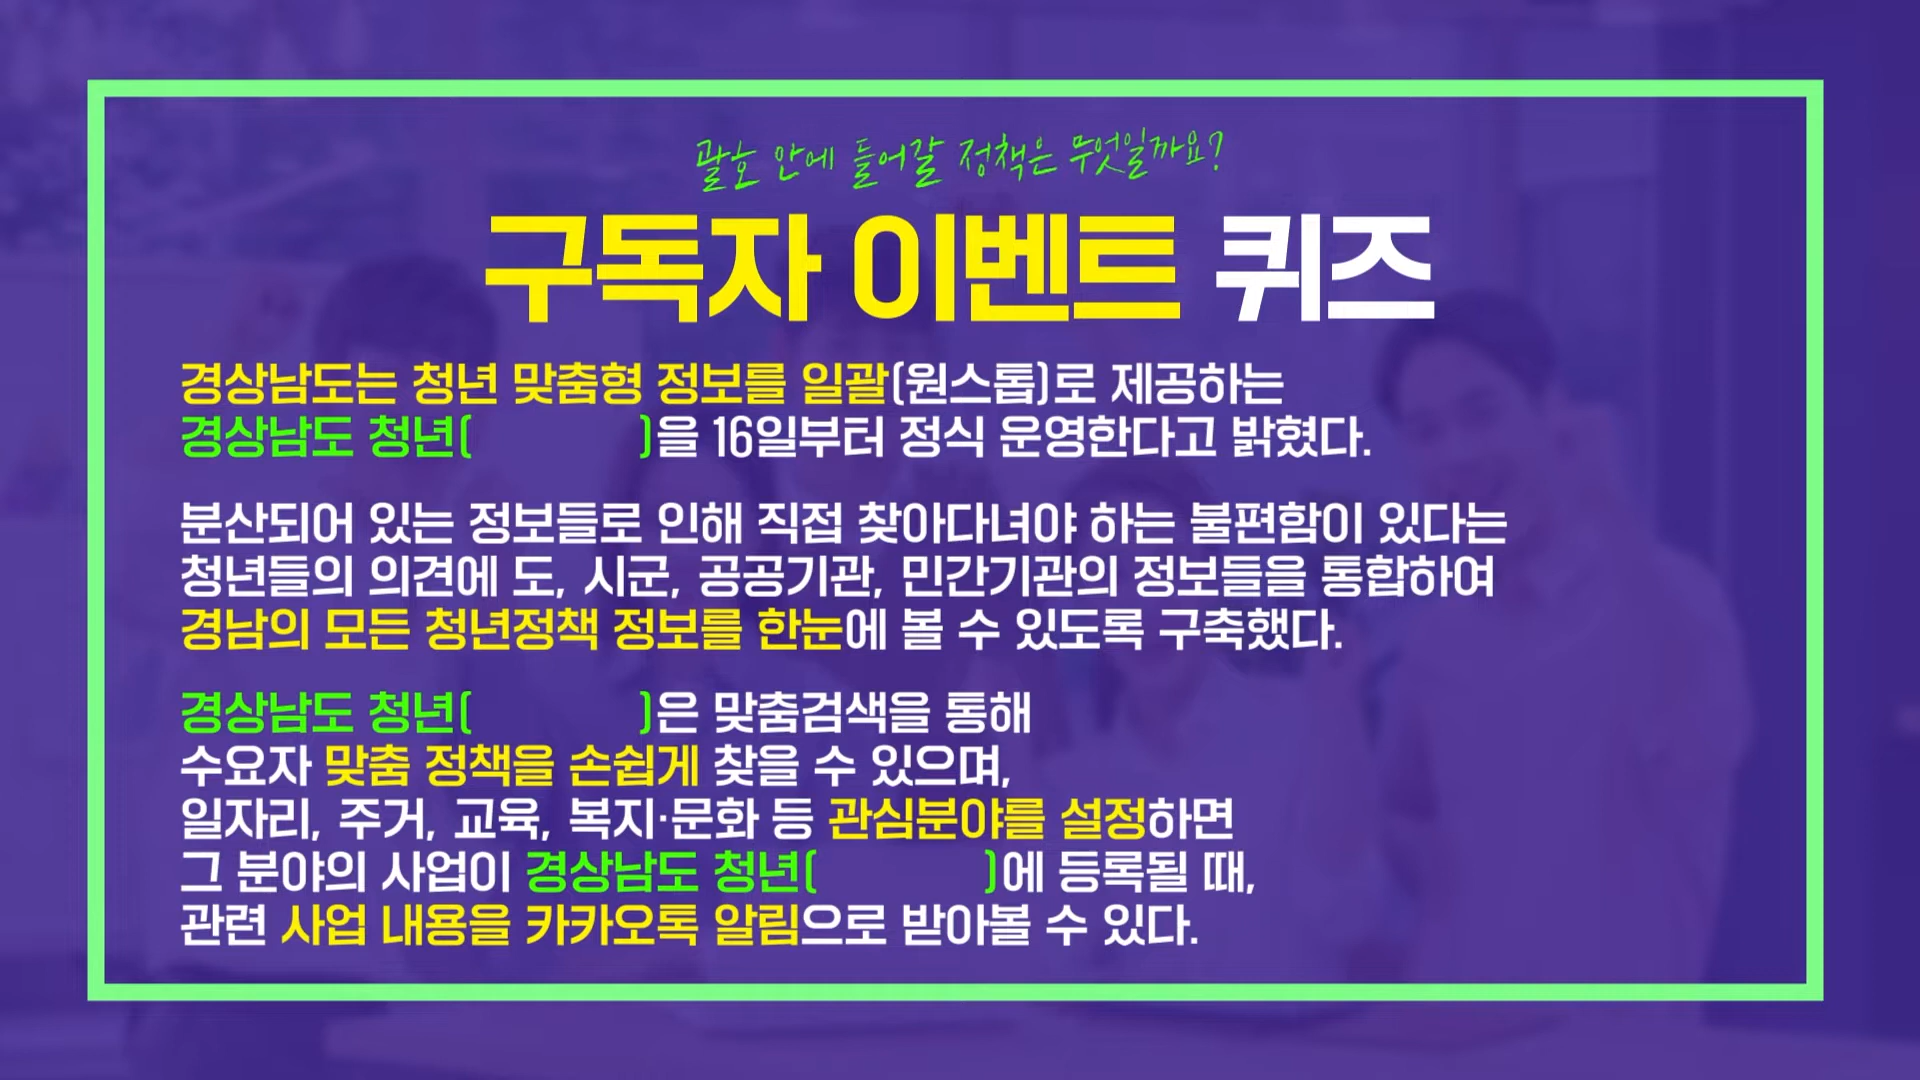 괄호 안에 들어갈 정책은 무엇일까요?
구독자 이벤트 퀴즈
경상남도는 청년 맞춤형 정보를 일괄(원스톱)로 제공하는
경상남도 청년( )을 16일부터 정식 운영한다고 밝혔다.
분산되어 있는 정보들로 인해 직접 찾아다녀야 하는 불편함이 있다는
청년들의 의견에 도, 시군, 공공기관, 민간기관의 정보들을 통합하여
경남의 모든 청년정책 정보를 한눈에 볼 수 있도록 구축했다.
경상남도 청년( )은 맞춤검색을 통해
수요자 맞춤 정책을 손쉽게 찾을 수 있으며,
일자리, 주거, 교육, 복지·문화 등 관심분야를 설정하면
그 분야의 사업이 경상남도 청년( )에 등록될 때,
관련 사업 내용을 카카오톡 알림으로 받아볼 수 있다.